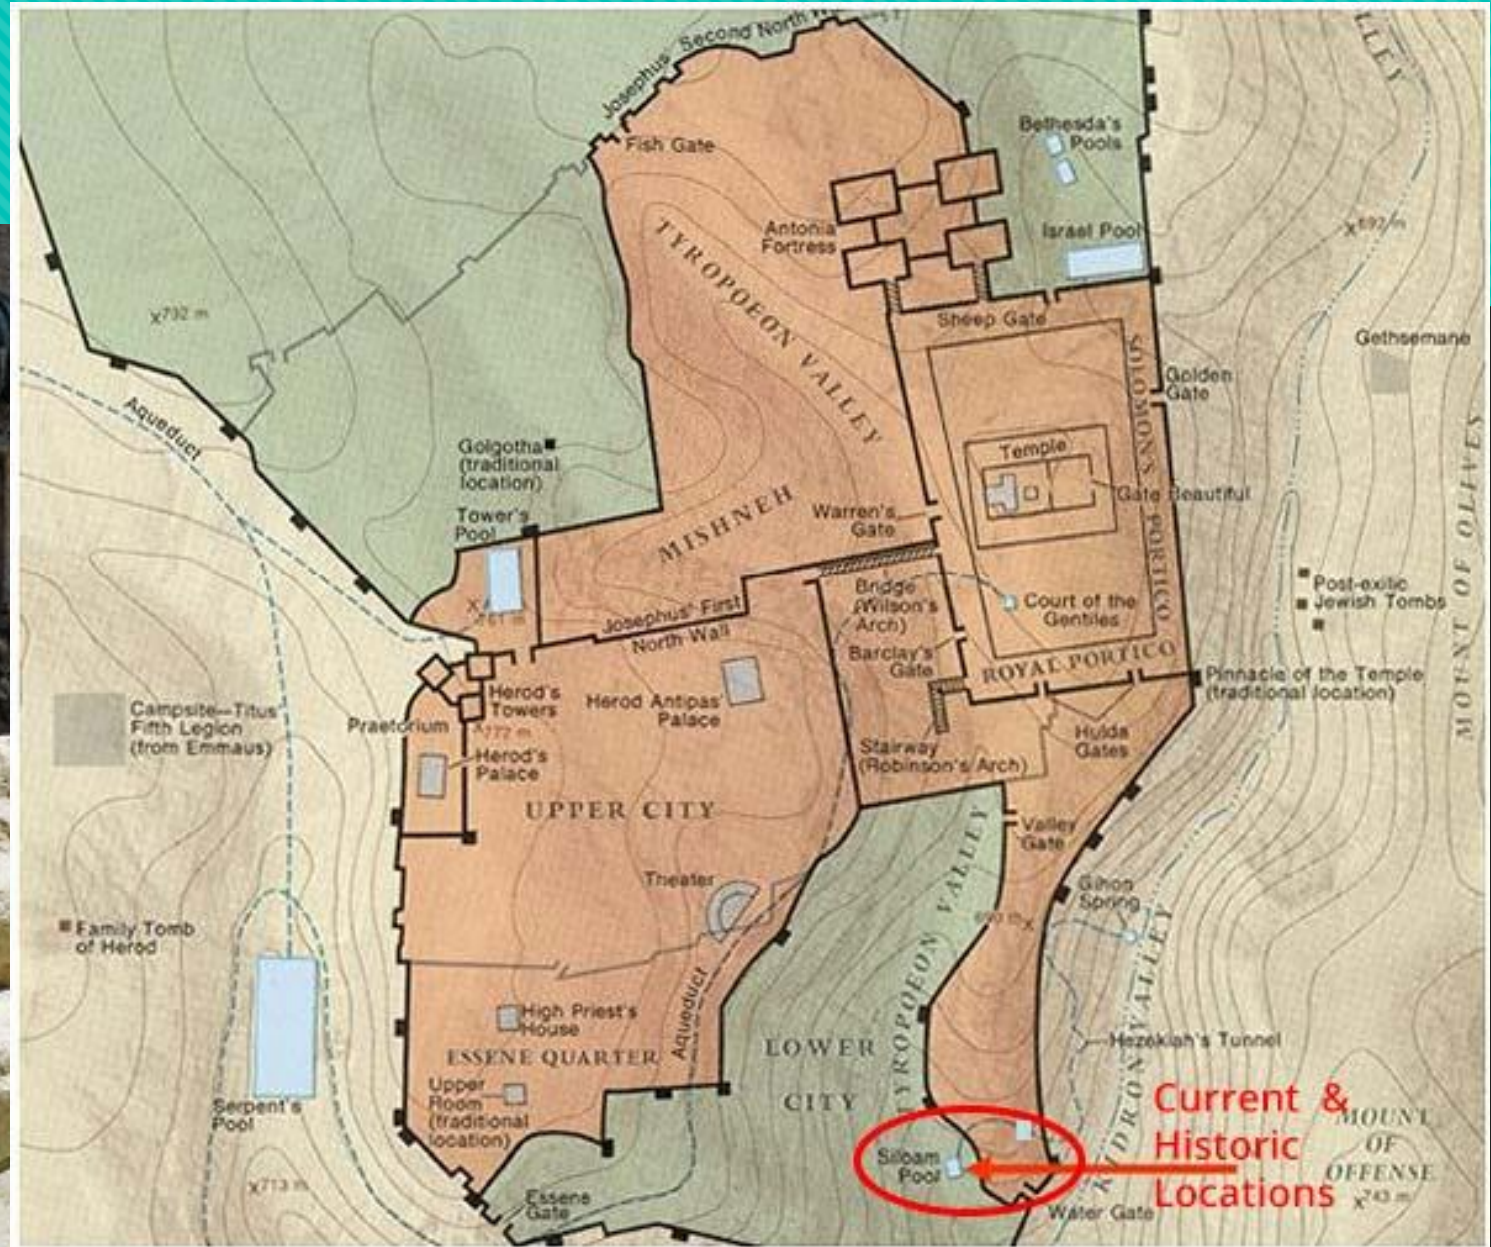 Josephus' Second North
LLEY
Fish Gate
Bethesda's
Pools
Antonia
Fortress
Israel Pool
x692 m
TYROPOEON VALLEY
x732 m
Sheep Gate
Gethsemane
SOLOMON'S PORTICO
Golden
Gate
Aqueduct
Golgotha
(traditional
location)
Temple
Gate Beautiful
Tower's
Pool
MISHNEH
Warren's
Gate
MOUNT OF OLIVES
Bridge
(Wilson's
Arch)
Court of the
Gentiles
Post-exilic
Jewish Tombs
Josephus' First
North Wall
Barclay's
Gate
ROYAL PORTICO
Pinnacle of the Temple
(traditional location)
Herod's
Towers
Herod Antipas'
Palace
Campsite—Titus'
Fifth Legion
(from Emmaus)
Praetorium
x772 m
Herod's
Palace
Stairway
(Robinson's Arch)
Hulda
Gates
UPPER CITY
Valley
Gate
Theater
Gihon
Spring
TYROPOEON VALLEY
Family Tomb
of Herod
Aqueduct
High Priest's
House
ESSENE QUARTER
LOWER
CITY
Hezekiah's Tunnel
KIDRON VALLEY
Upper
Room
(traditional
location)
Serpent's
Pool
Current &
Historic
Locations
MOUNT
OF
OFFENSE
x743 m
Siloam
Pool
x713 m
Essene
Gate
Water Gate